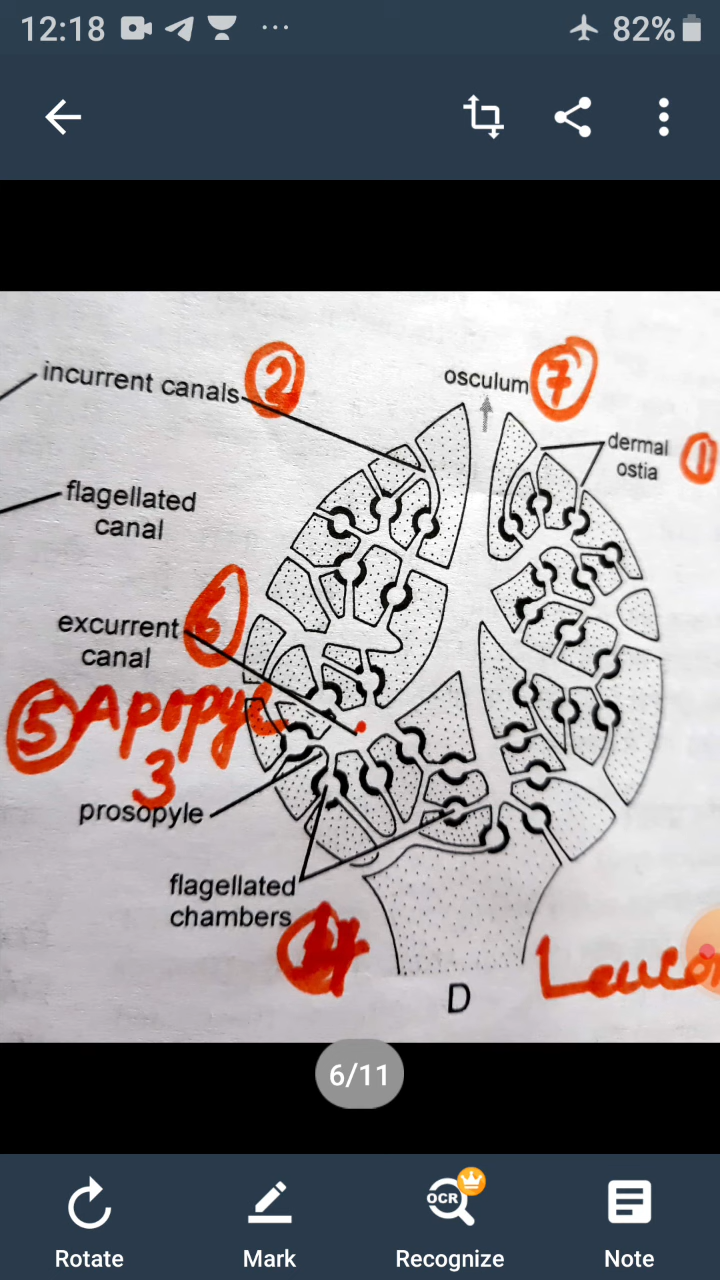 12:18 ... 82%
incurrent canals 2
osculum 7
dermal
ostia 1
flagellated
canal
excurrent
canal 6
5 Apopyle
3
prosopyle
flagellated
chambers 4
D
6/11
OCR
Rotate Mark Recognize Note